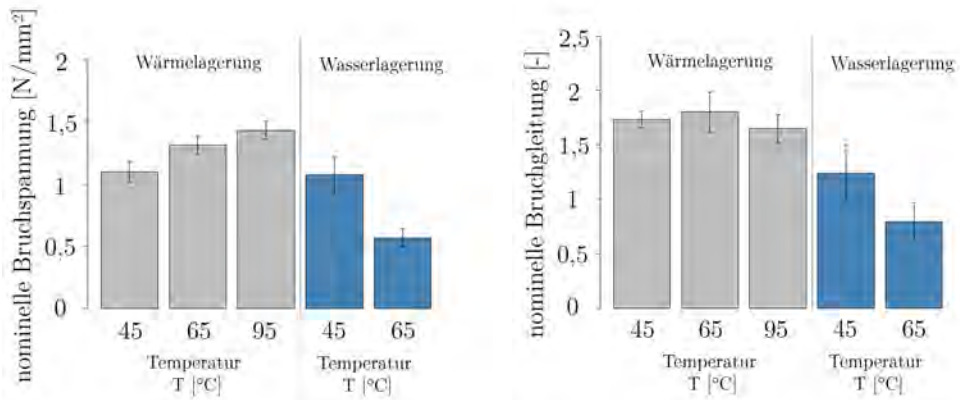 nominelle Bruchspannung [N/mm²]
2
1,5
1
0,5
0
Wärmelagerung
Wasserlagerung
45
65
95
45
65
Temperatur
T [°C]
Temperatur
T [°C]
nominelle Bruchgleitung [-]
2,5
2
1,5
1
0,5
0
Wärmelagerung
Wasserlagerung
45
65
95
45
65
Temperatur
T [°C]
Temperatur
T [°C]